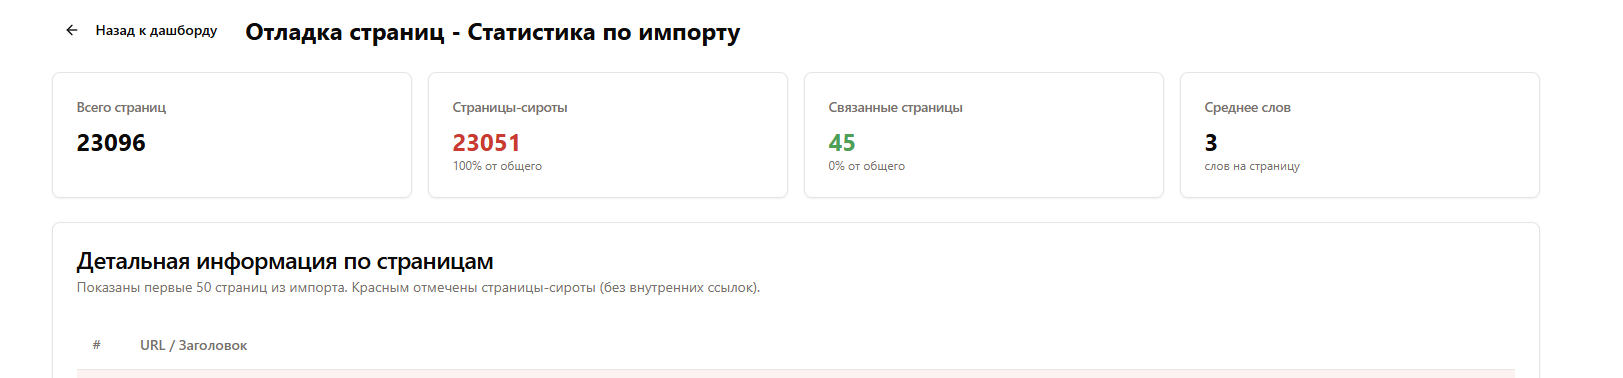 Назад к дашборду
Отладка страниц - Статистика по импорту
Всего страниц
23096
Страницы-сироты
23051
100% от общего
Связанные страницы
45
0% от общего
Среднее слов
3
слов на страницу
Детальная информация по страницам
Показаны первые 50 страниц из импорта. Красным отмечены страницы-сироты (без внутренних ссылок).
# URL / Заголовок